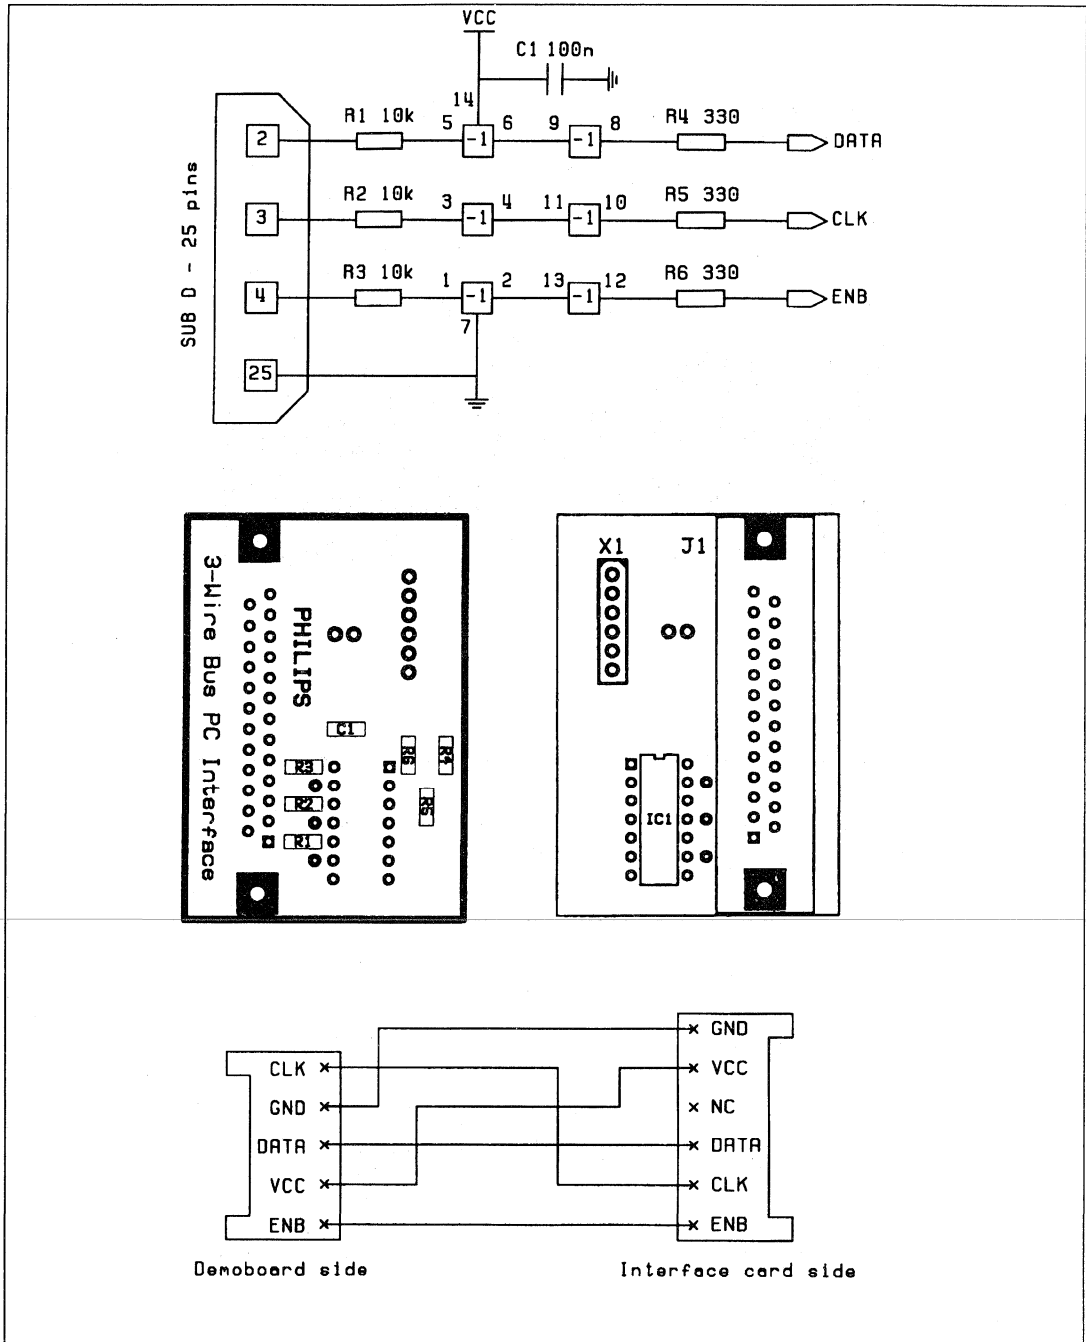 VCC
C1 100n
14
R1 10k
5
6
9
8
R4 330
2
-1
-1
DATA
R2 10k
3
4
11
10
R5 330
3
-1
-1
CLK
R3 10k
1
2
13
12
R6 330
4
-1
-1
ENB
7
25
SUB D - 25 pins
3-Wire Bus PC Interface
PHILIPS
C1
R6
R4
R3
R2
R5
R1
X1
J1
IC1
GND
CLK
VCC
GND
NC
DATA
DATA
VCC
CLK
ENB
ENB
Demoboard side
Interface card side